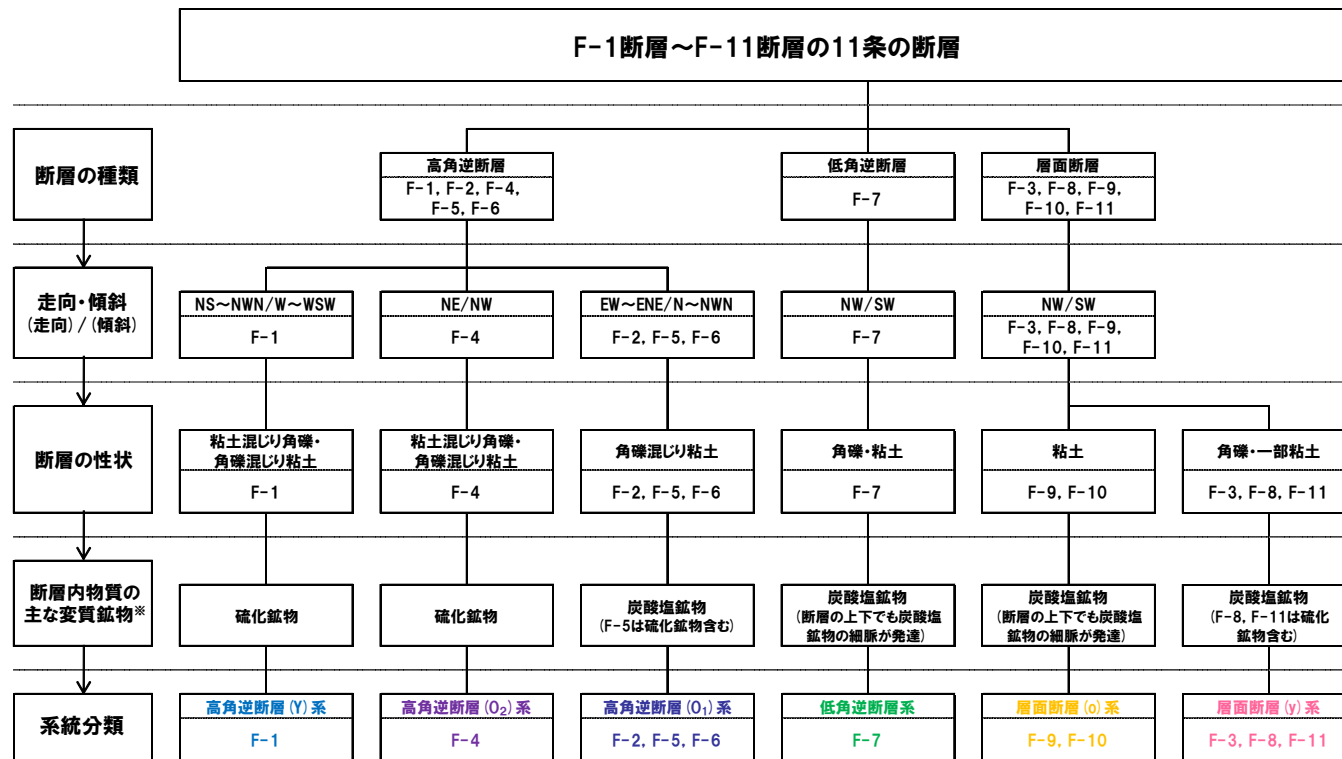 F-1断層～F-11断層の11条の断層
断層の種類
高角逆断層
F-1, F-2, F-4,
F-5, F-6
低角逆断層
F-7
層面断層
F-3, F-8, F-9,
F-10, F-11
走向・傾斜
(走向)/(傾斜)
NS～NWN/W～WSW
F-1
NE/NW
F-4
EW～ENE/N～NWN
F-2, F-5, F-6
NW/SW
F-7
NW/SW
F-3, F-8, F-9,
F-10, F-11
断層の性状
粘土混じり角礫・
角礫混じり粘土
F-1
粘土混じり角礫・
角礫混じり粘土
F-4
角礫混じり粘土
F-2, F-5, F-6
角礫・粘土
F-7
粘土
F-9, F-10
角礫・一部粘土
F-3, F-8, F-11
断層内物質の
主な変質鉱物※
硫化鉱物
硫化鉱物
炭酸塩鉱物
(F-5は硫化鉱物含む)
炭酸塩鉱物
(断層の上下でも炭酸塩
鉱物の細脈が発達)
炭酸塩鉱物
(断層の上下でも炭酸塩
鉱物の細脈が発達)
炭酸塩鉱物
(F-8, F-11は硫化
鉱物含む)
系統分類
高角逆断層(Y)系
F-1
高角逆断層(O₂)系
F-4
高角逆断層(O₁)系
F-2, F-5, F-6
低角逆断層系
F-7
層面断層(o)系
F-9, F-10
層面断層(y)系
F-3, F-8, F-11